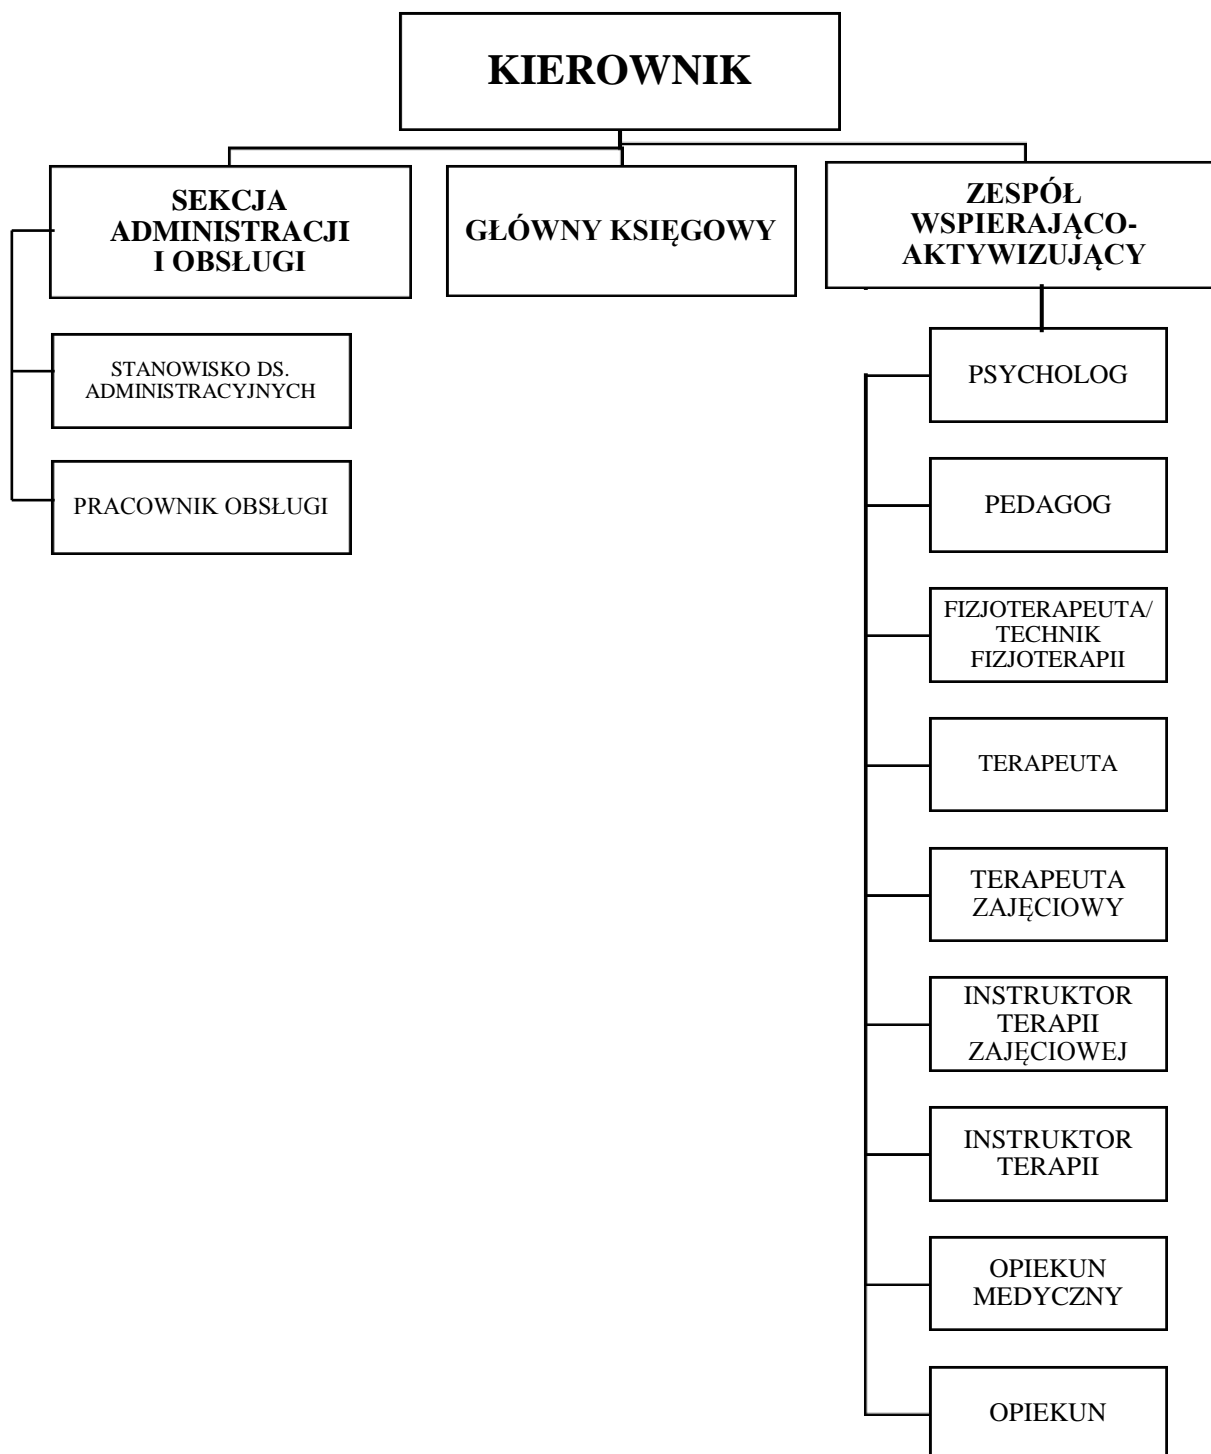 KIEROWNIK
SEKCJA
ADMINISTRACJI
I OBSŁUGI
GŁÓWNY KSIĘGOWY
ZESPÓŁ
WSPIERAJĄCO-
AKTYWIZUJĄCY
STANOWISKO DS.
ADMINISTRACYJNYCH
PRACOWNIK OBSŁUGI
PSYCHOLOG
PEDAGOG
FIZJOTERAPEUTA/
TECHNIK
FIZJOTERAPII
TERAPEUTA
TERAPEUTA
ZAJĘCIOWY
INSTRUKTOR
TERAPII
ZAJĘCIOWEJ
INSTRUKTOR
TERAPII
OPIEKUN
MEDYCZNY
OPIEKUN